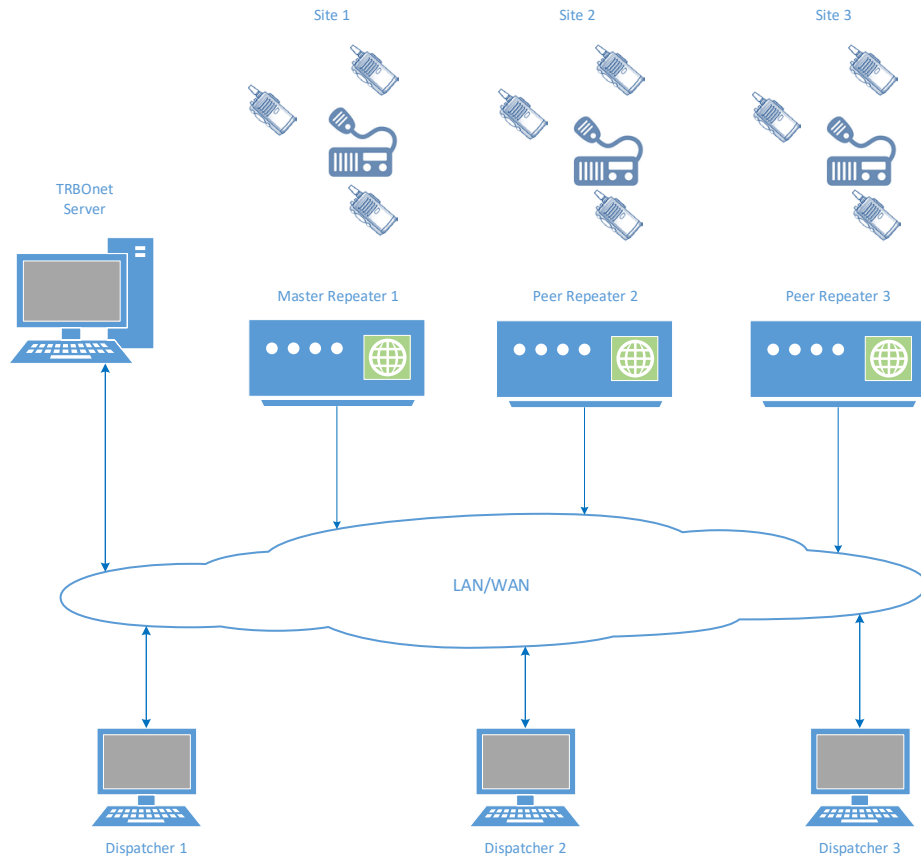 Site 1
Site 2
Site 3
TRBOnet
Server
Master Repeater 1
Peer Repeater 2
Peer Repeater 3
LAN/WAN
Dispatcher 1
Dispatcher 2
Dispatcher 3